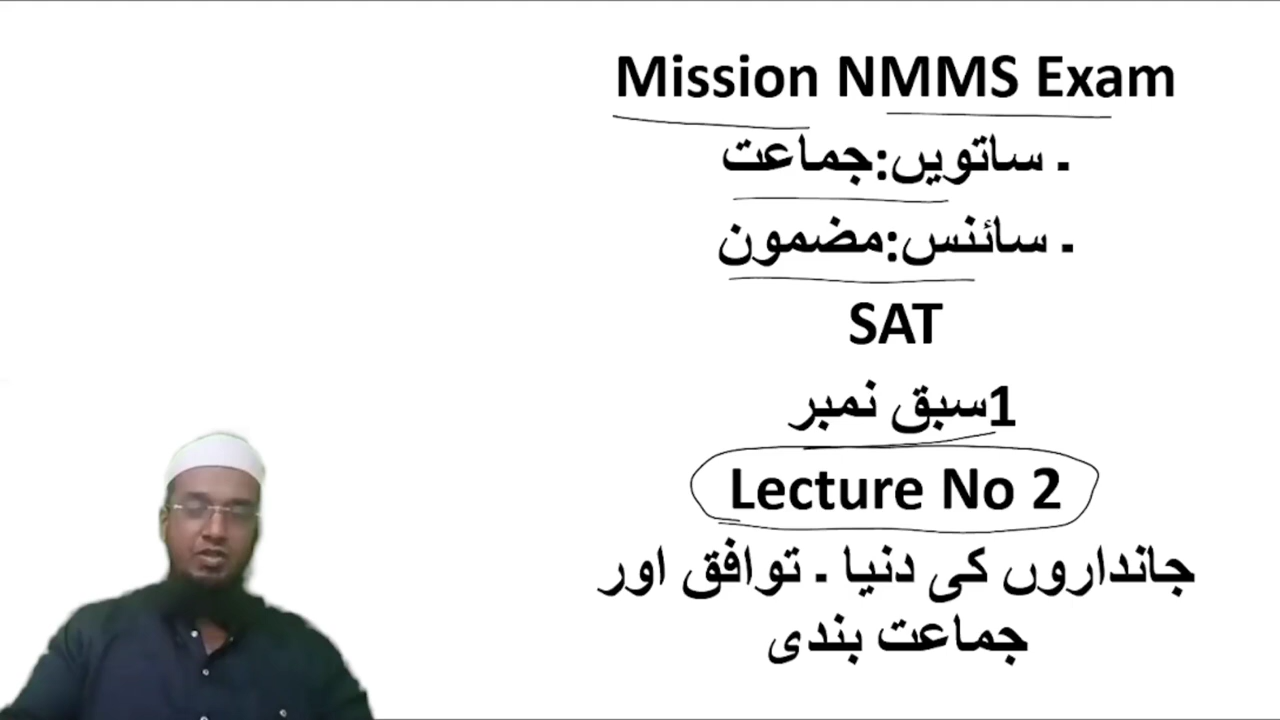 Mission NMMS Exam
۔ ساتویں:جماعت
۔ سائنس:مضمون
SAT
1سبق نمبر
Lecture No 2
جانداروں کی دنیا ۔ توافق اور
جماعت بندی